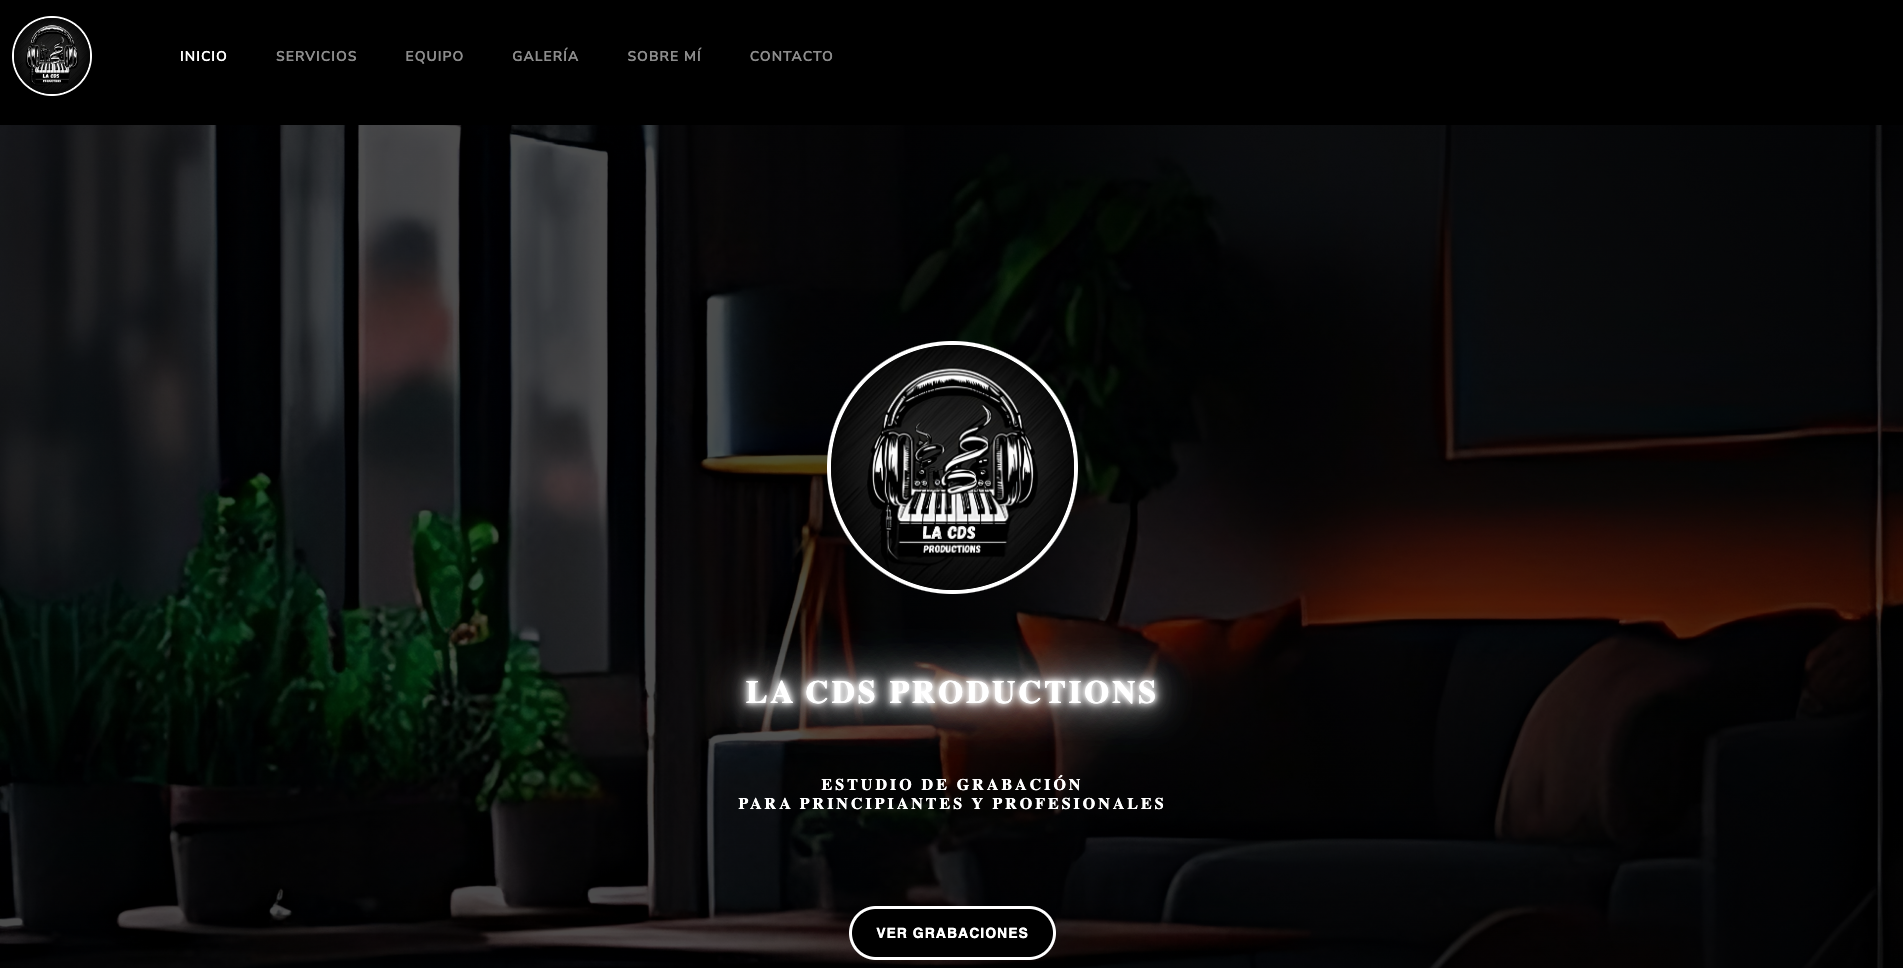 LA CDS
PRODUCTIONS
INICIO
SERVICIOS
EQUIPO
GALERÍA
SOBRE MÍ
CONTACTO
LA CDS
PRODUCTIONS
LA CDS PRODUCTIONS
ESTUDIO DE GRABACIÓN
PARA PRINCIPIANTES Y PROFESIONALES
VER GRABACIONES